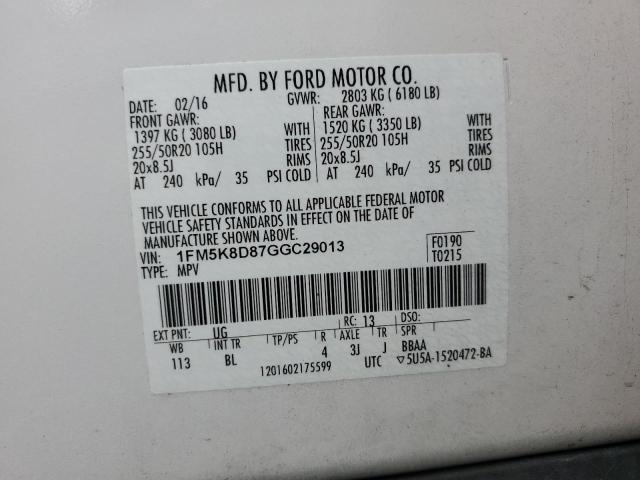 MFD. BY FORD MOTOR CO.
DATE: 02/16 GVWR: 2803 KG ( 6180 LB)
FRONT GAWR: REAR GAWR:
1397 KG ( 3080 LB) WITH 1520 KG ( 3350 LB) WITH
255/50R20 105H TIRES 255/50R20 105H TIRES
20x8.5J RIMS 20x8.5J RIMS
AT 240 kPa/ 35 PSI COLD AT 240 kPa/ 35 PSI COLD
THIS VEHICLE CONFORMS TO ALL APPLICABLE FEDERAL MOTOR
VEHICLE SAFETY STANDARDS IN EFFECT ON THE DATE OF
MANUFACTURE SHOWN ABOVE.
VIN: 1FM5K8D87GGC29013 F0190
TYPE: MPV T0215
EXT PNT: UG RC: 13 DSO:
WB INT TR TP/PS R AXLE TR SPR
113 BL 4 3J J BBAA
1201602175599 UTC ▽5U5A-1520472-BA